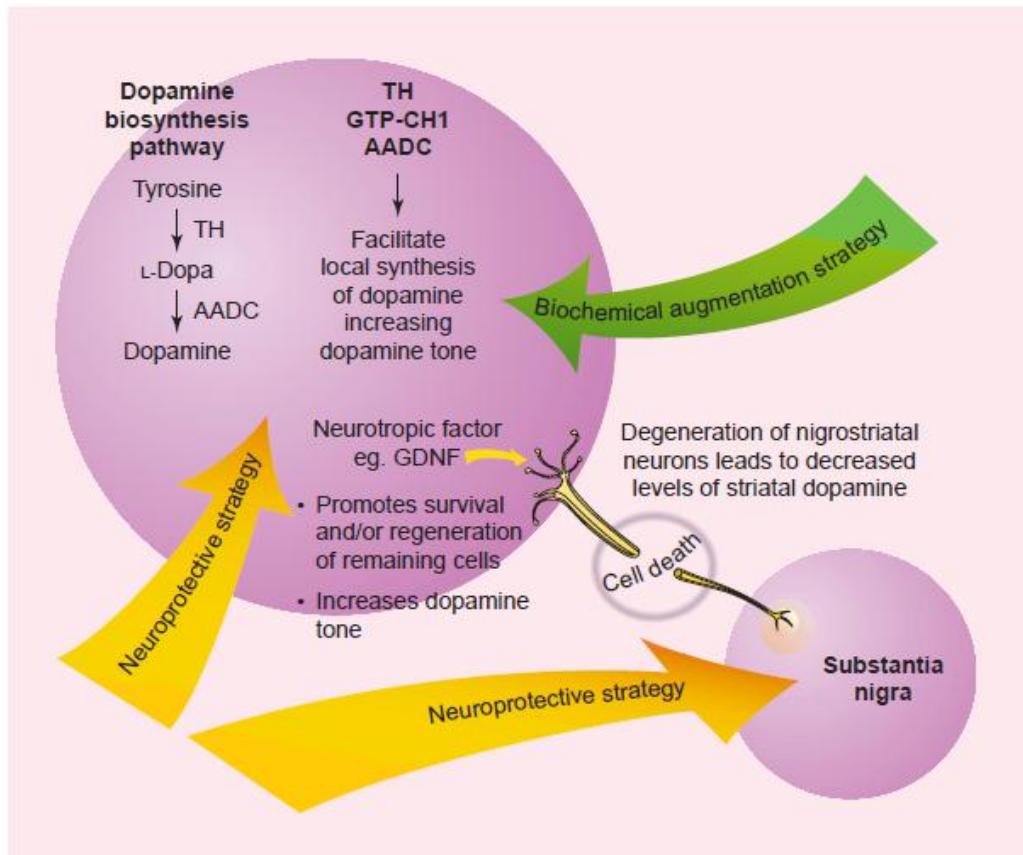 Dopamine
biosynthesis
pathway
Tyrosine
TH
L-Dopa
AADC
Dopamine
TH
GTP-CH1
AADC
Facilitate
local synthesis
of dopamine
increasing
dopamine tone
Biochemical augmentation strategy
Neurotropic factor
eg. GDNF
• Promotes survival
and/or regeneration
of remaining cells
• Increases dopamine
tone
Degeneration of nigrostriatal
neurons leads to decreased
levels of striatal dopamine
Cell death
Neuroprotective strategy
Neuroprotective strategy
Substantia
nigra